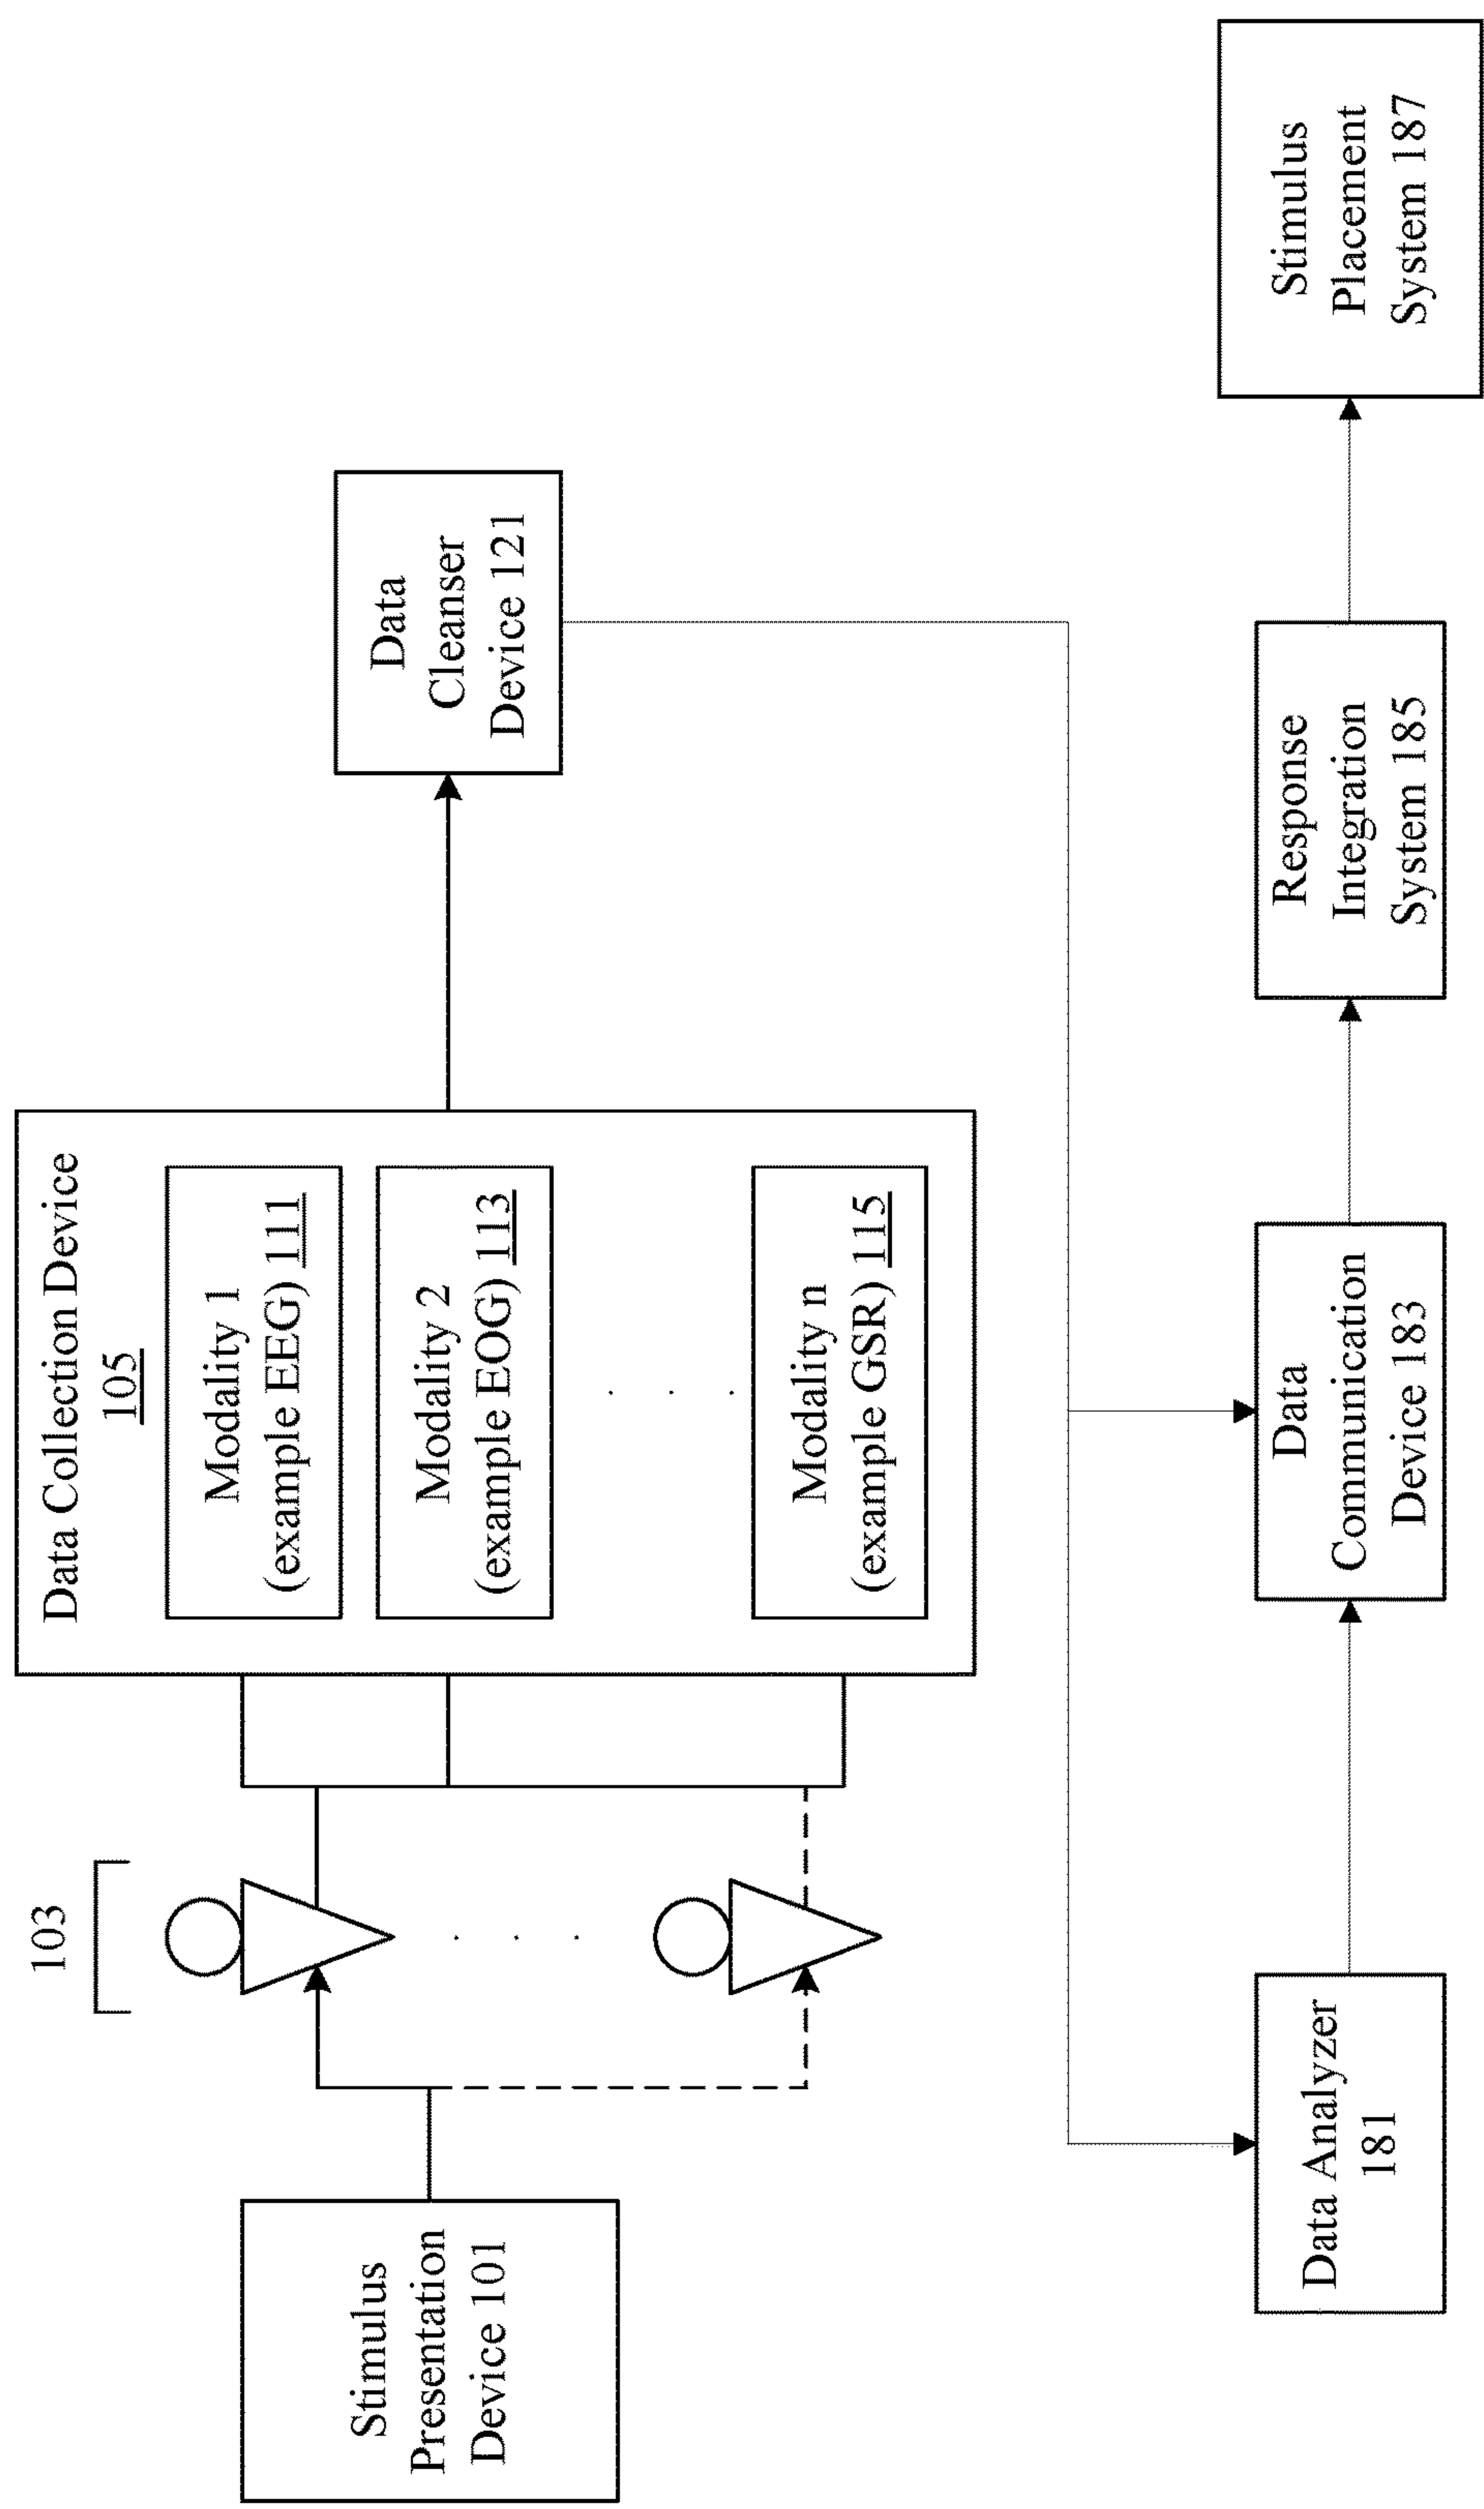 Stimulus
Presentation
Device 101
103
Data Collection Device
105
Modality 1
(example EEG) 111
Modality 2
(example EOG) 113
. . .
Modality n
(example GSR) 115
Data
Cleanser
Device 121
Data Analyzer
181
Data
Communication
Device 183
Response
Integration
System 185
Stimulus
Placement
System 187